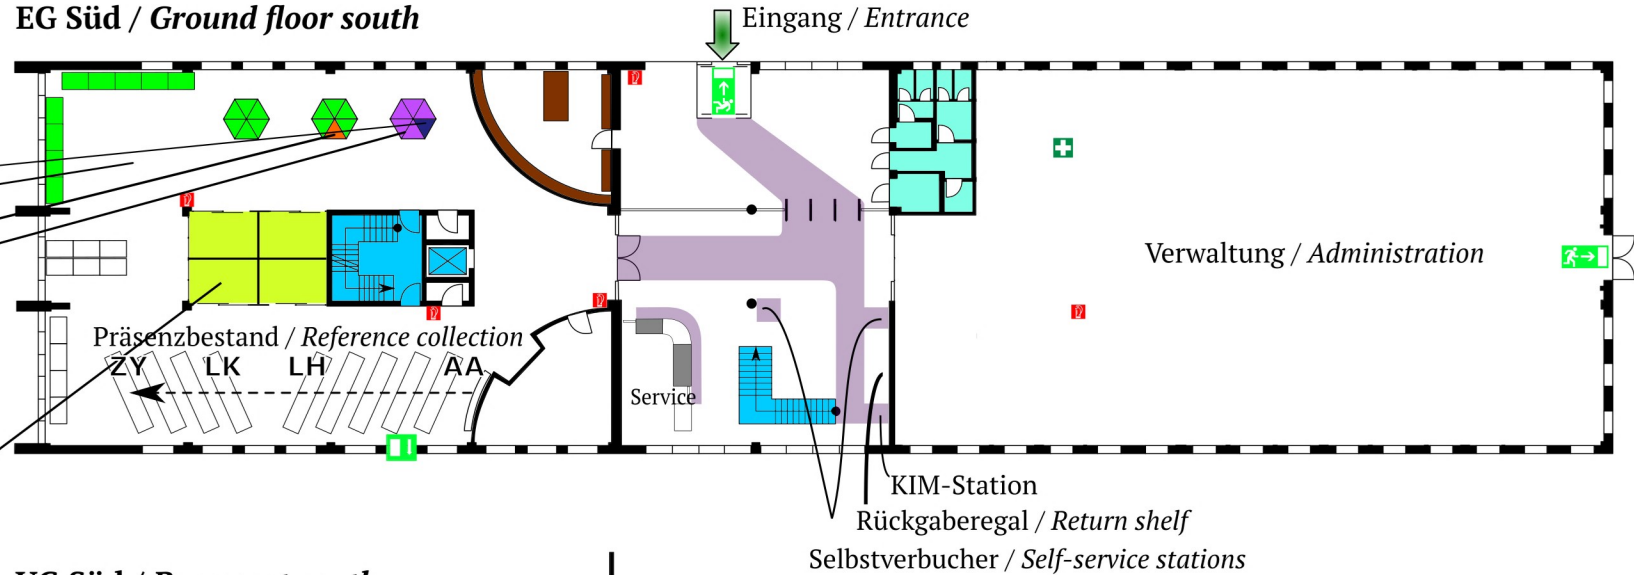 EG Süd / Ground floor south
Eingang / Entrance
Verwaltung / Administration
Präsenzbestand / Reference collection
ZY LK LH AA
Service
KIM-Station
Rückgaberegal / Return shelf
Selbstverbucher / Self-service stations